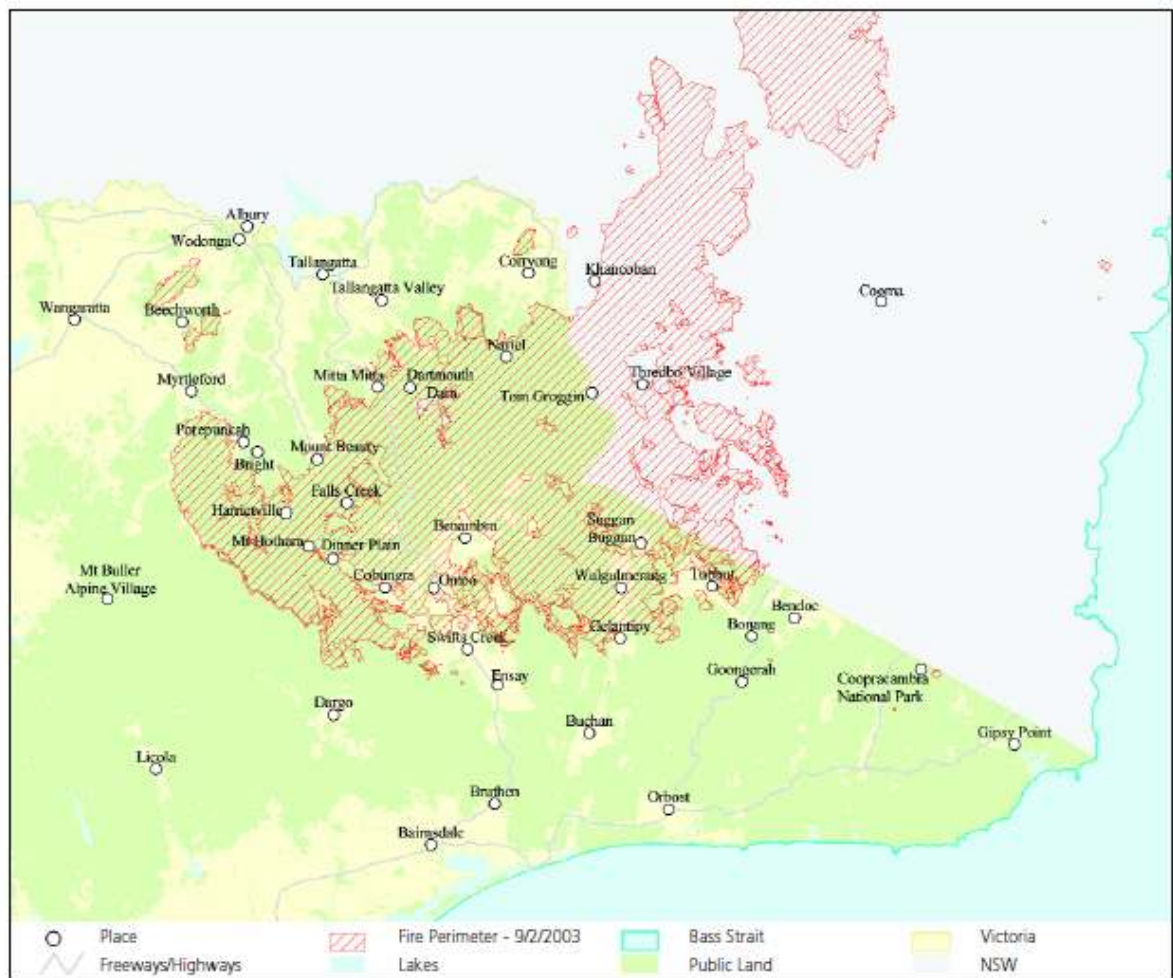 Albury
Wodonga
Tallangatta
Corryong
Khancoban
Tallangatta Valley
Cooma
Wangaratta
Beechworth
Nariel
Myrtleford
Mitta Mitta
Dartmouth
Dam
Thredbo Village
Tom Groggin
Porepunkah
Bright
Mount Beauty
Falls Creek
Harrietville
Benambra
Suggan
Buggan
Mt Hotham
Dinner Plain
Mt Buller
Alpine Village
Cobungra
Omeo
Wulgulmerang
Tubbut
Bendoc
Swifts Creek
Gelantipy
Bonang
Ensay
Goongerah
Coopracambra
National Park
Dargo
Buchan
Gipsy Point
Licola
Bruthen
Orbost
Bairnsdale
Place
Fire Perimeter - 9/2/2003
Bass Strait
Victoria
Freeways/Highways
Lakes
Public Land
NSW